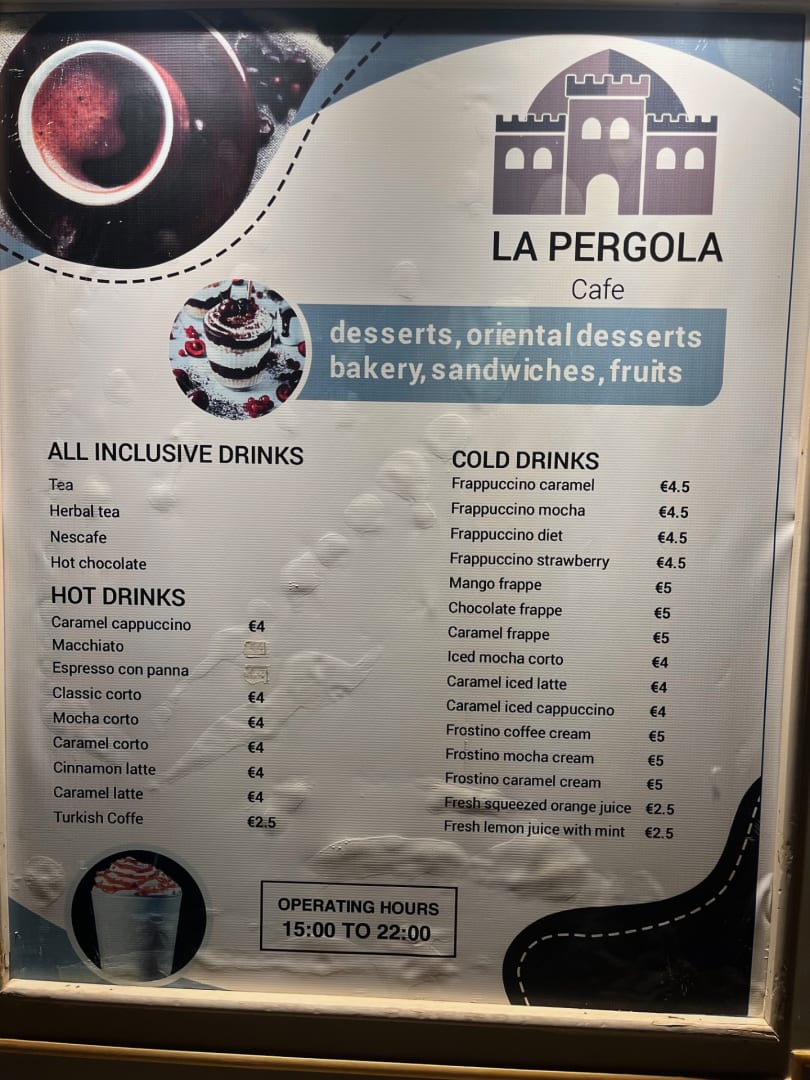 LA PERGOLA
Cafe
desserts, oriental desserts
bakery, sandwiches, fruits
ALL INCLUSIVE DRINKS
Tea
Herbal tea
Nescafe
Hot chocolate
HOT DRINKS
Caramel cappuccino €4
Macchiato
Espresso con panna
Classic corto €4
Mocha corto €4
Caramel corto €4
Cinnamon latte €4
Caramel latte €4
Turkish Coffe €2.5
COLD DRINKS
Frappuccino caramel €4.5
Frappuccino mocha €4.5
Frappuccino diet €4.5
Frappuccino strawberry €4.5
Mango frappe €5
Chocolate frappe €5
Caramel frappe €5
Iced mocha corto €4
Caramel iced latte €4
Caramel iced cappuccino €4
Frostino coffee cream €5
Frostino mocha cream €5
Frostino caramel cream €5
Fresh squeezed orange juice €2.5
Fresh lemon juice with mint €2.5
OPERATING HOURS
15:00 TO 22:00